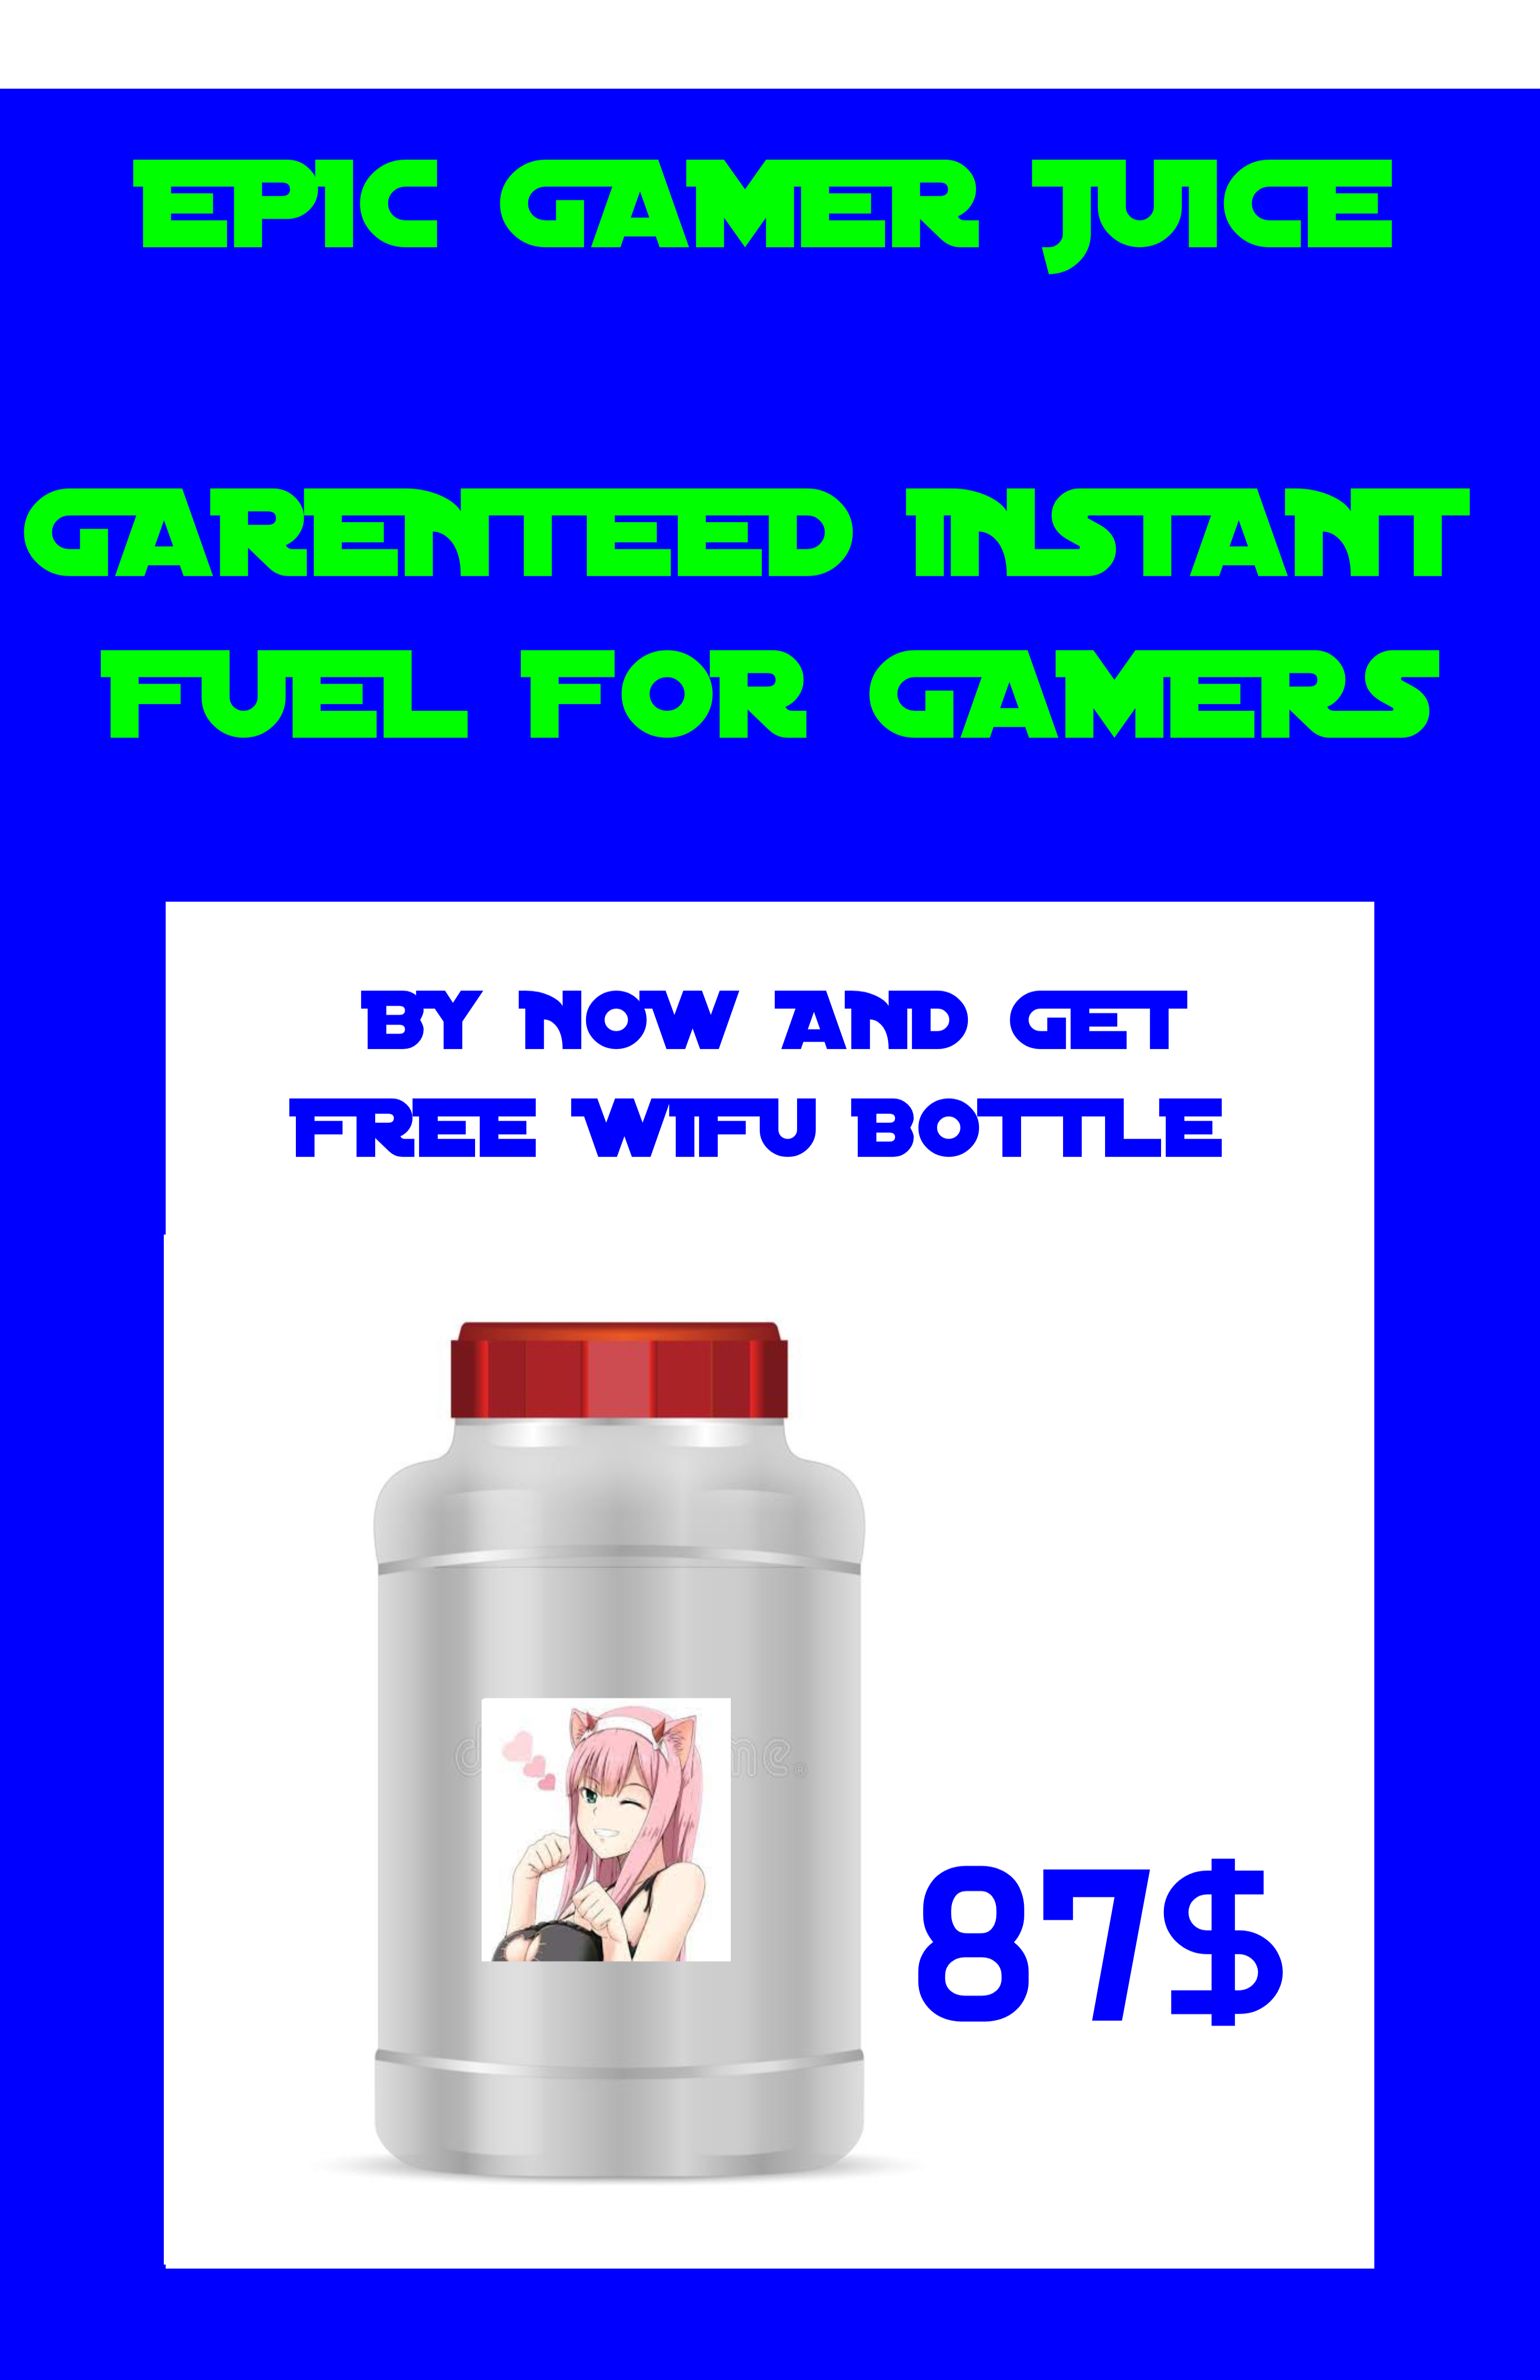 EPIC GAMER JUICE
GARENTEED INSTANT
FUEL FOR GAMERS
BY NOW AND GET
FREE WIFU BOTTLE
87$